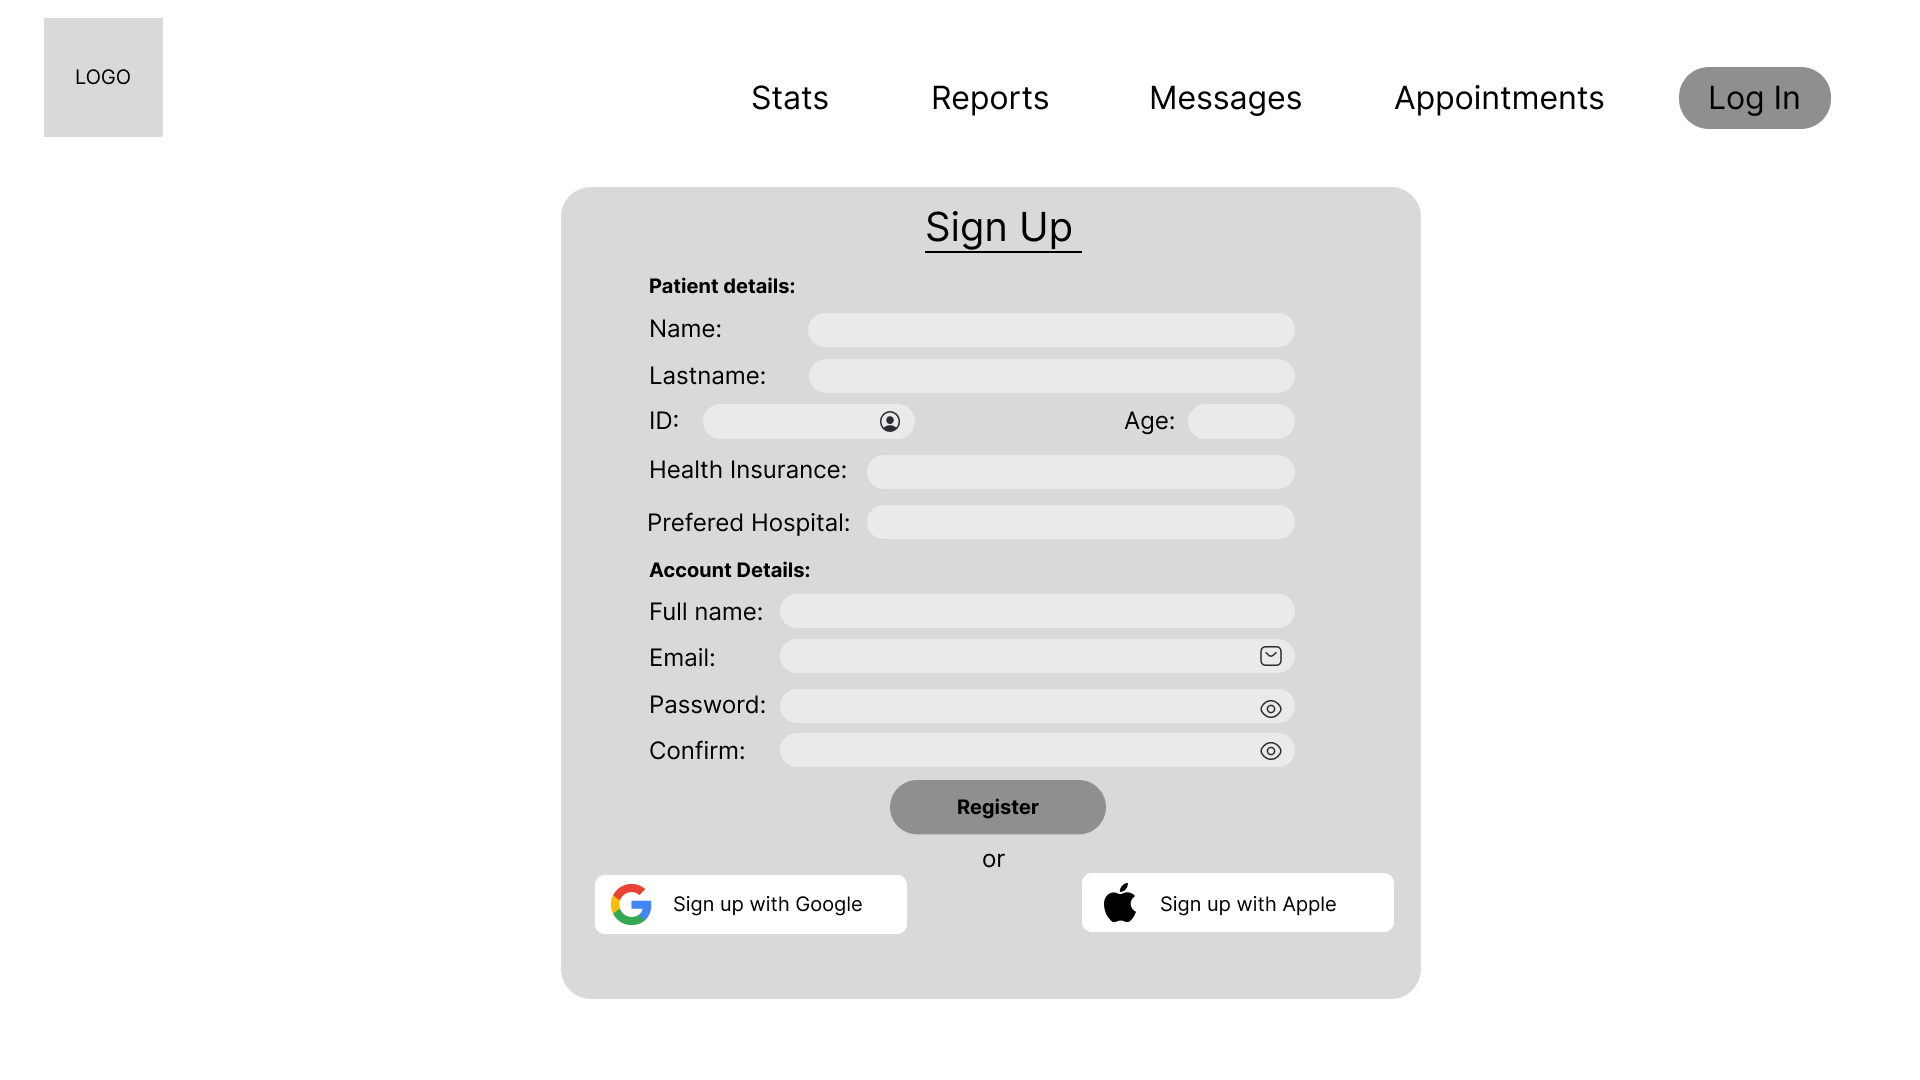 LOGO
Stats Reports Messages Appointments Log In
Sign Up
Patient details:
Name:
Lastname:
ID: Age:
Health Insurance:
Prefered Hospital:
Account Details:
Full name:
Email:
Password:
Confirm:
Register
or
Sign up with Google Sign up with Apple